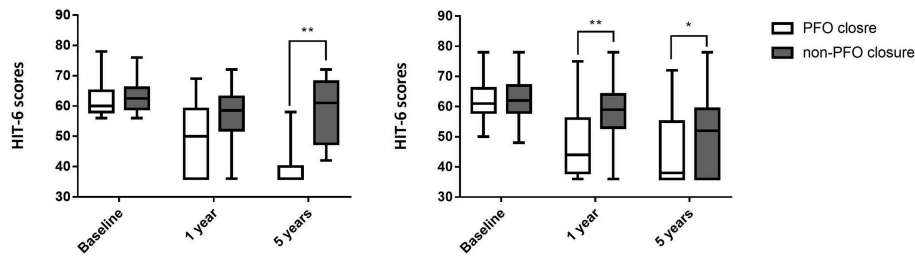 HIT-6 scores
90
80
70
60
50
40
30
**
Baseline
1 year
5 years
HIT-6 scores
90
80
70
60
50
40
30
**
*
Baseline
1 year
5 years
PFO closre
non-PFO closure